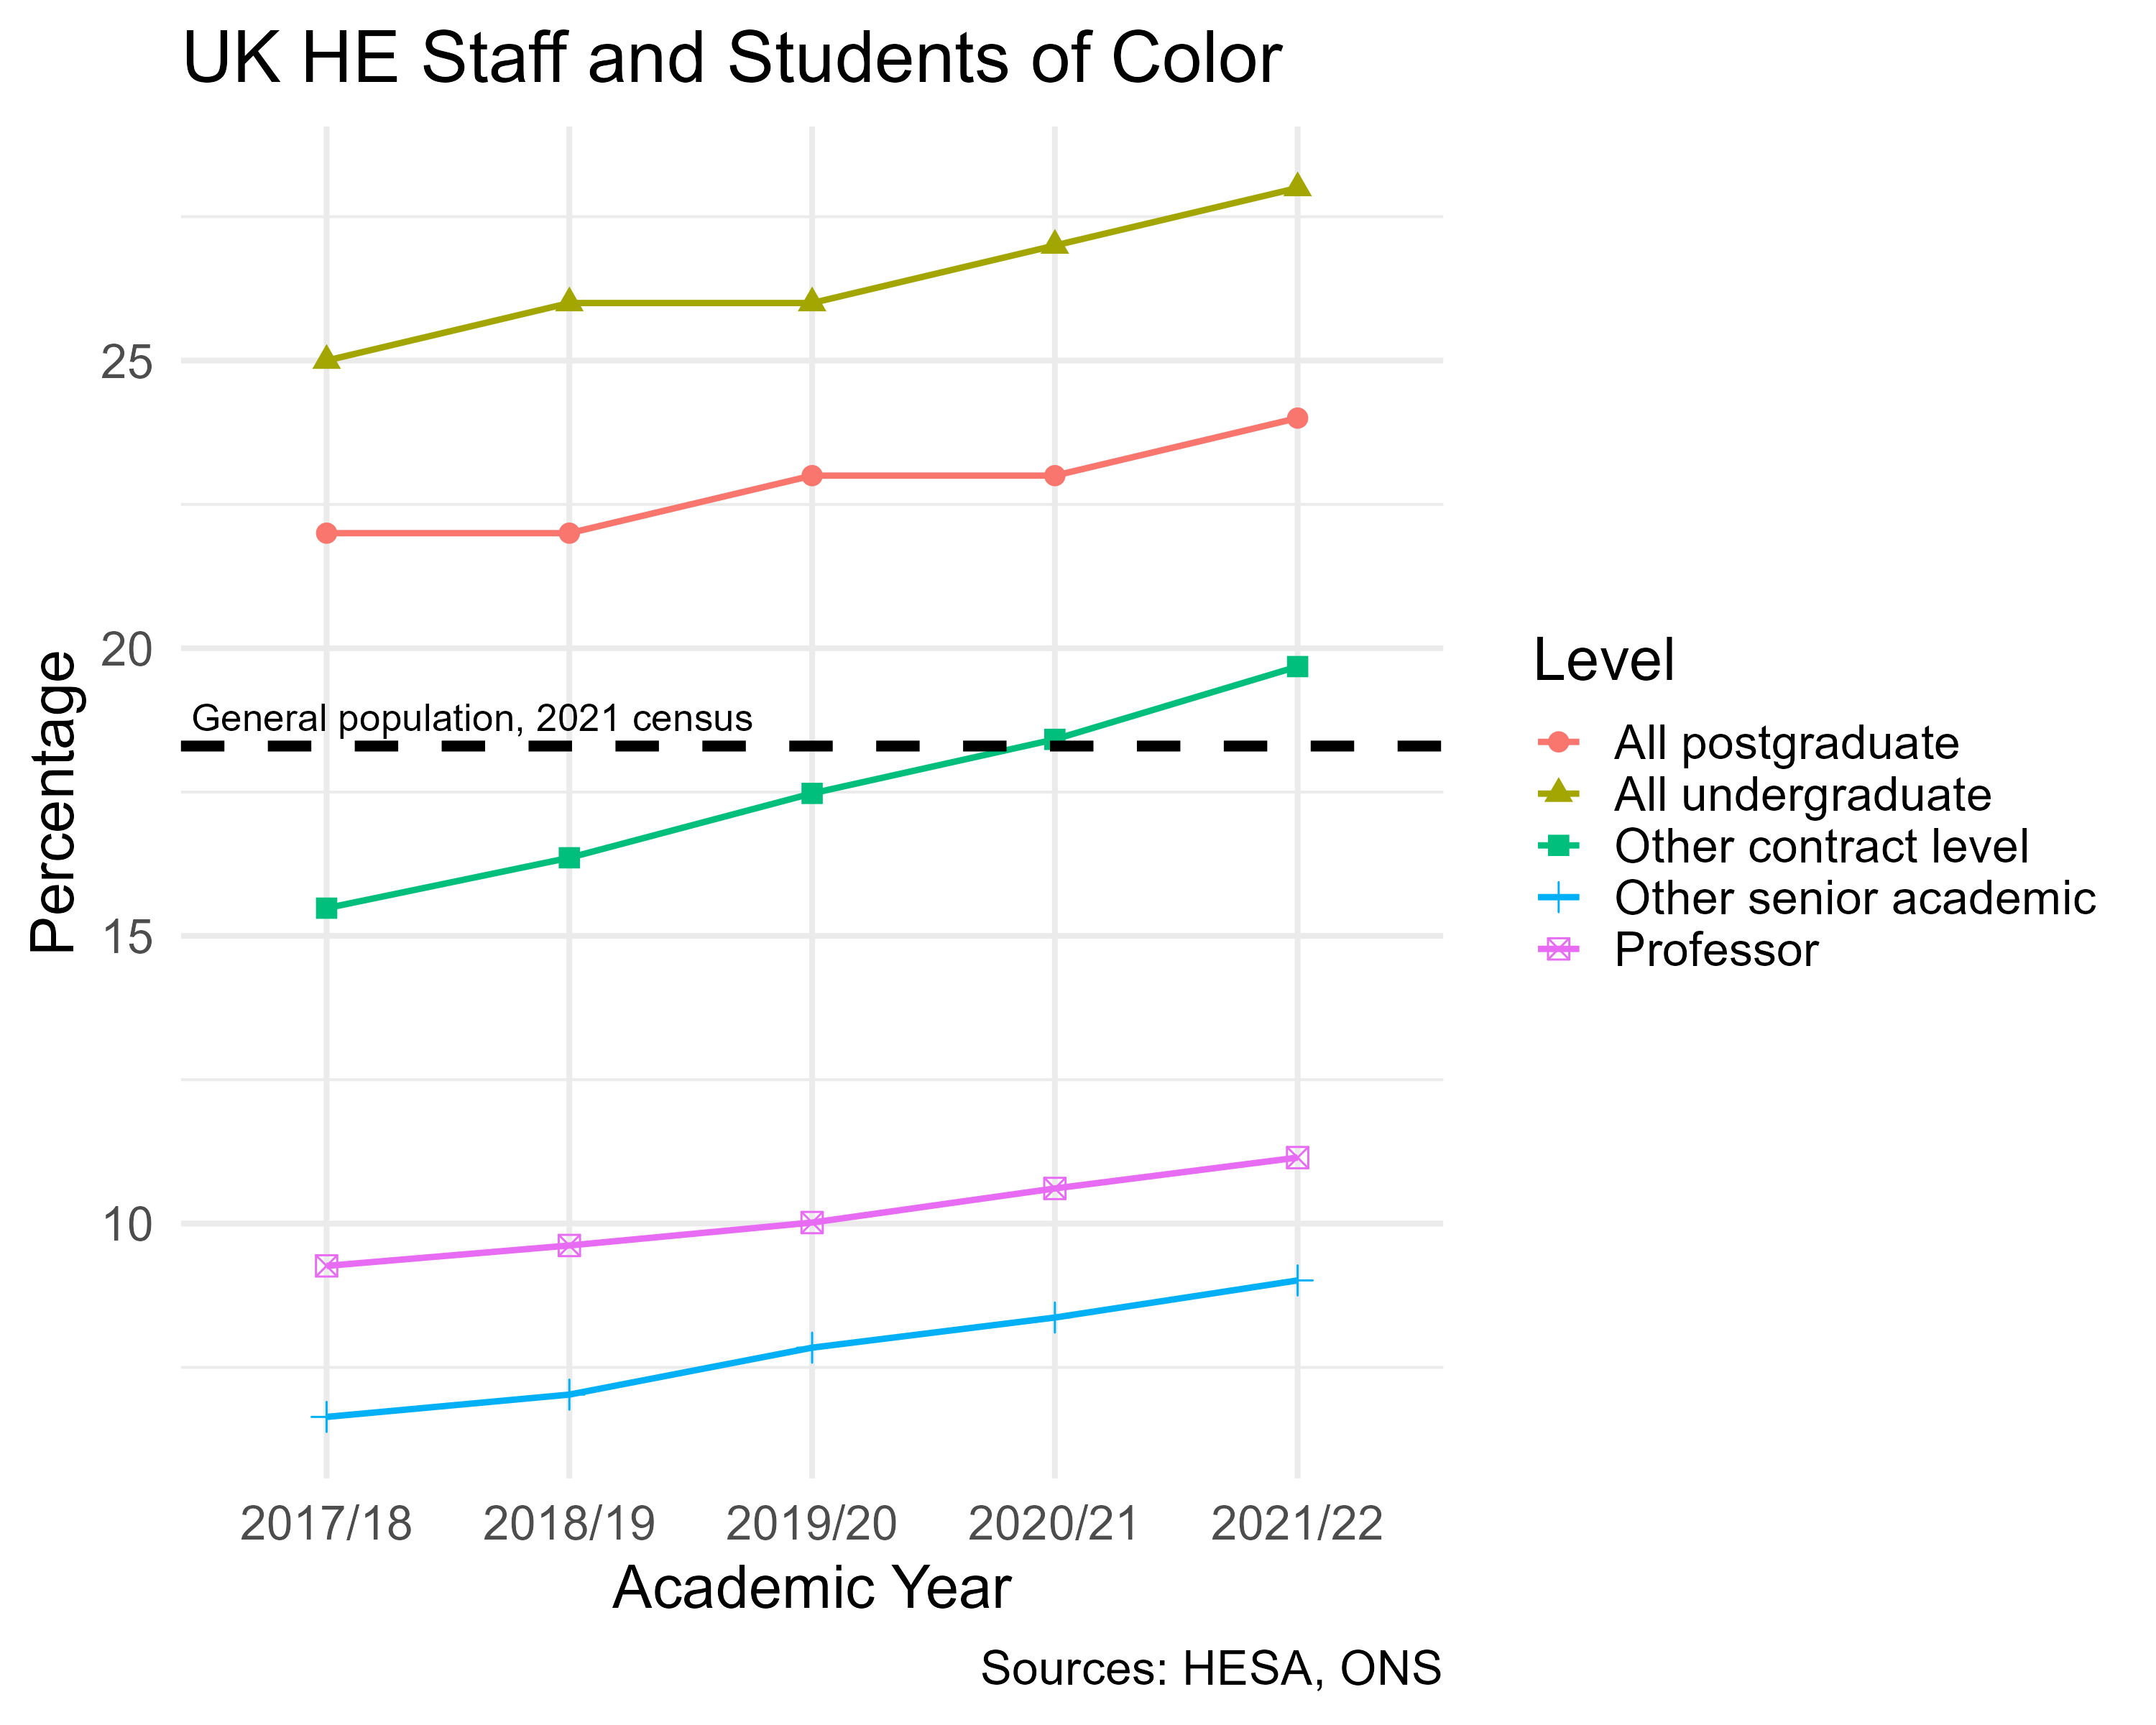 UK HE Staff and Students of Color
Percentage
25
20
15
10
General population, 2021 census
2017/18 2018/19 2019/20 2020/21 2021/22
Academic Year
Sources: HESA, ONS
Level
All postgraduate
All undergraduate
Other contract level
Other senior academic
Professor